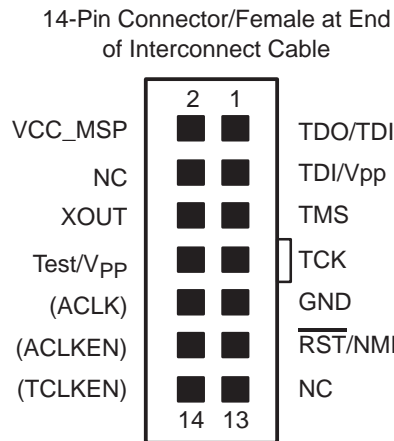 14-Pin Connector/Female at End
of Interconnect Cable
2 1
VCC_MSP TDO/TDI
NC TDI/Vpp
XOUT TMS
Test/VPP TCK
(ACLK) GND
(ACLKEN) RST/NMI
(TCLKEN) NC
14 13